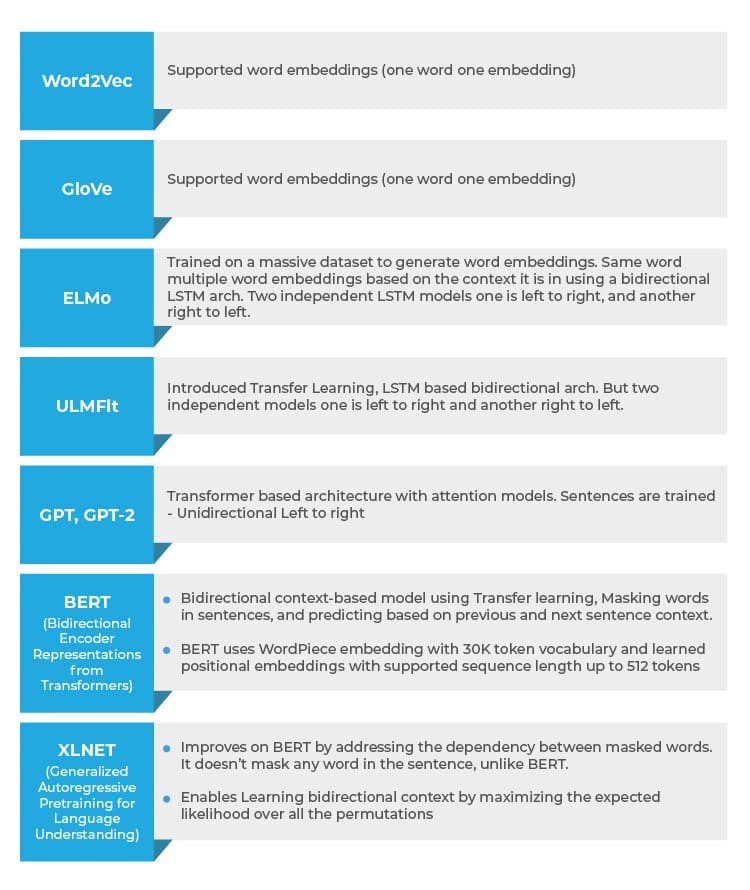 Word2Vec
Supported word embeddings (one word one embedding)
GloVe
Supported word embeddings (one word one embedding)
ELMo
Trained on a massive dataset to generate word embeddings. Same word
multiple word embeddings based on the context it is in using a bidirectional
LSTM arch. Two independent LSTM models one is left to right, and another
right to left.
ULMFIt
Introduced Transfer Learning, LSTM based bidirectional arch. But two
independent models one is left to right and another right to left.
GPT, GPT-2
Transformer based architecture with attention models. Sentences are trained
- Unidirectional Left to right
BERT
(Bidirectional
Encoder
Representations
from
Transformers)
• Bidirectional context-based model using Transfer learning, Masking words
in sentences, and predicting based on previous and next sentence context.
• BERT uses WordPiece embedding with 30K token vocabulary and learned
positional embeddings with supported sequence length up to 512 tokens
XLNET
(Generalized
Autoregressive
Pretraining for
Language
Understanding)
• Improves on BERT by addressing the dependency between masked words.
It doesn't mask any word in the sentence, unlike BERT.
• Enables Learning bidirectional context by maximizing the expected
likelihood over all the permutations